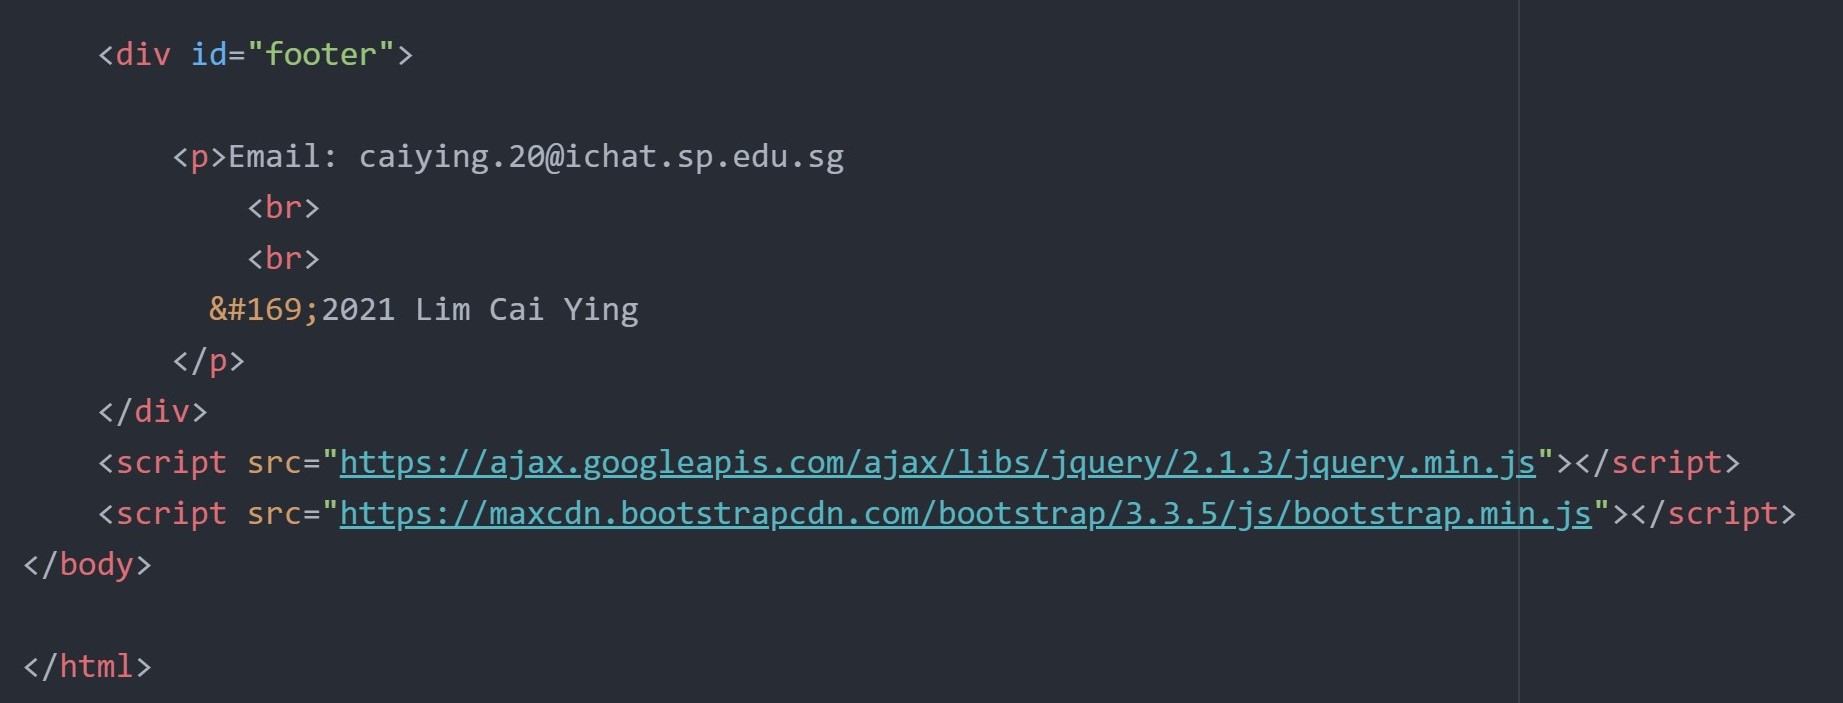 <div id="footer">
<p>Email: caiying.20@ichat.sp.edu.sg
<br>
<br>
&#169;2021 Lim Cai Ying
</p>
</div>
<script src="https://ajax.googleapis.com/ajax/libs/jquery/2.1.3/jquery.min.js"></script>
<script src="https://maxcdn.bootstrapcdn.com/bootstrap/3.3.5/js/bootstrap.min.js"></script>
</body>
</html>